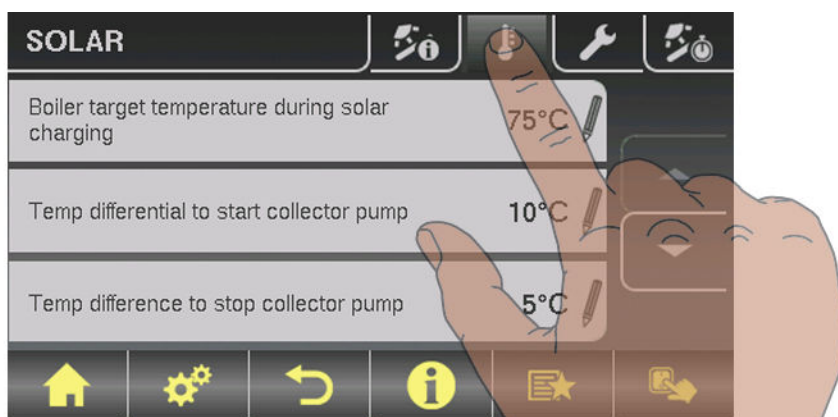 SOLAR
Boiler target temperature during solar
charging
75°C
Temp differential to start collector pump
10°C
Temp difference to stop collector pump
5°C